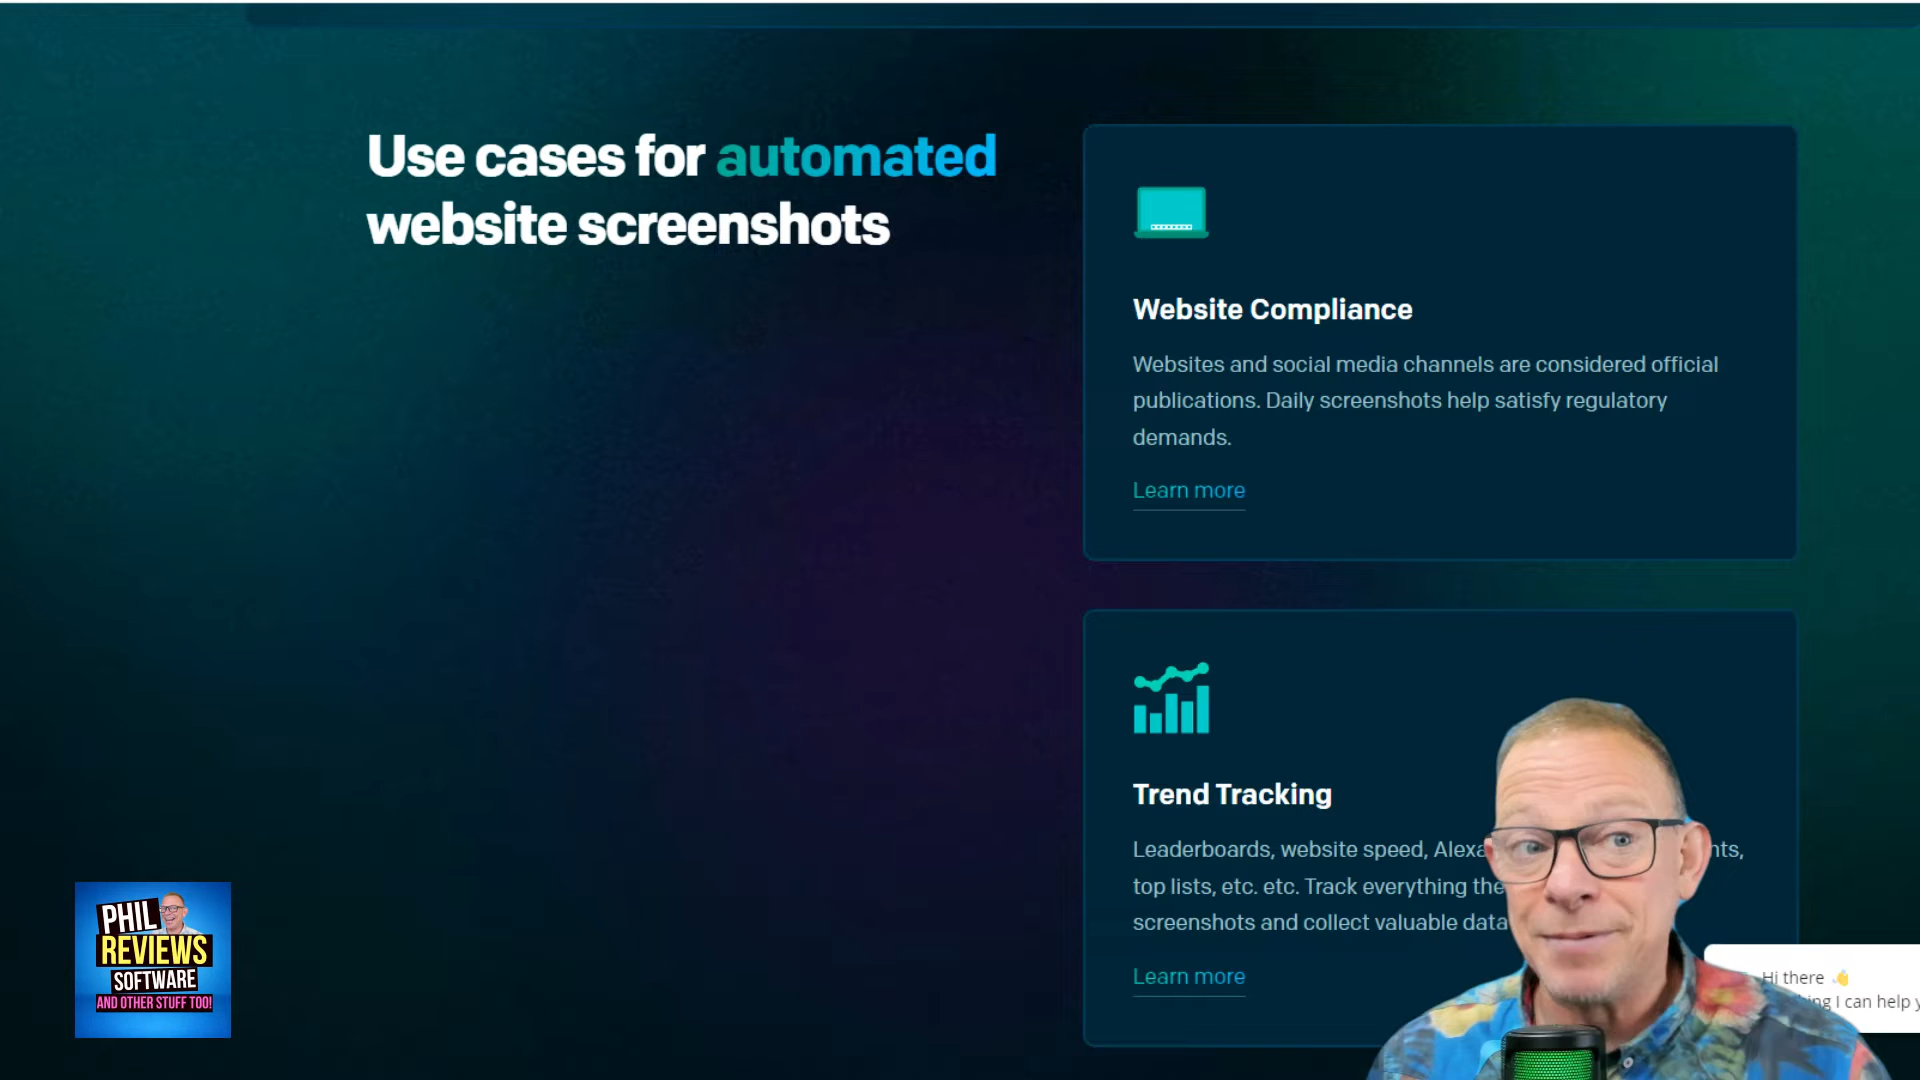 Use cases for automated
website screenshots
Website Compliance
Websites and social media channels are considered official
publications. Daily screenshots help satisfy regulatory
demands.
Learn more
Trend Tracking
Leaderboards, website speed,
top lists, etc. etc. Track everything
screenshots and collect valuable data
Learn more
Hi there 👋
I can help
PHIL
REVIEWS
SOFTWARE
AND OTHER STUFF TOO!